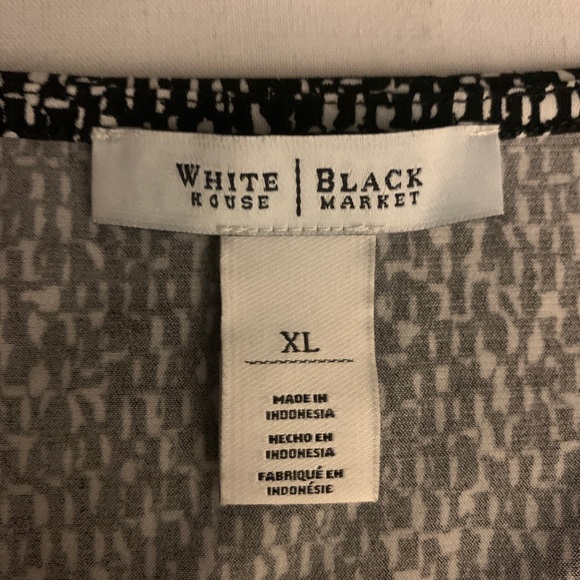 WHITE | BLACK
HOUSE | MARKET
XL
MADE IN
INDONESIA
HECHO EN
INDONESIA
FABRIQUÉ EN
INDONÉSIE